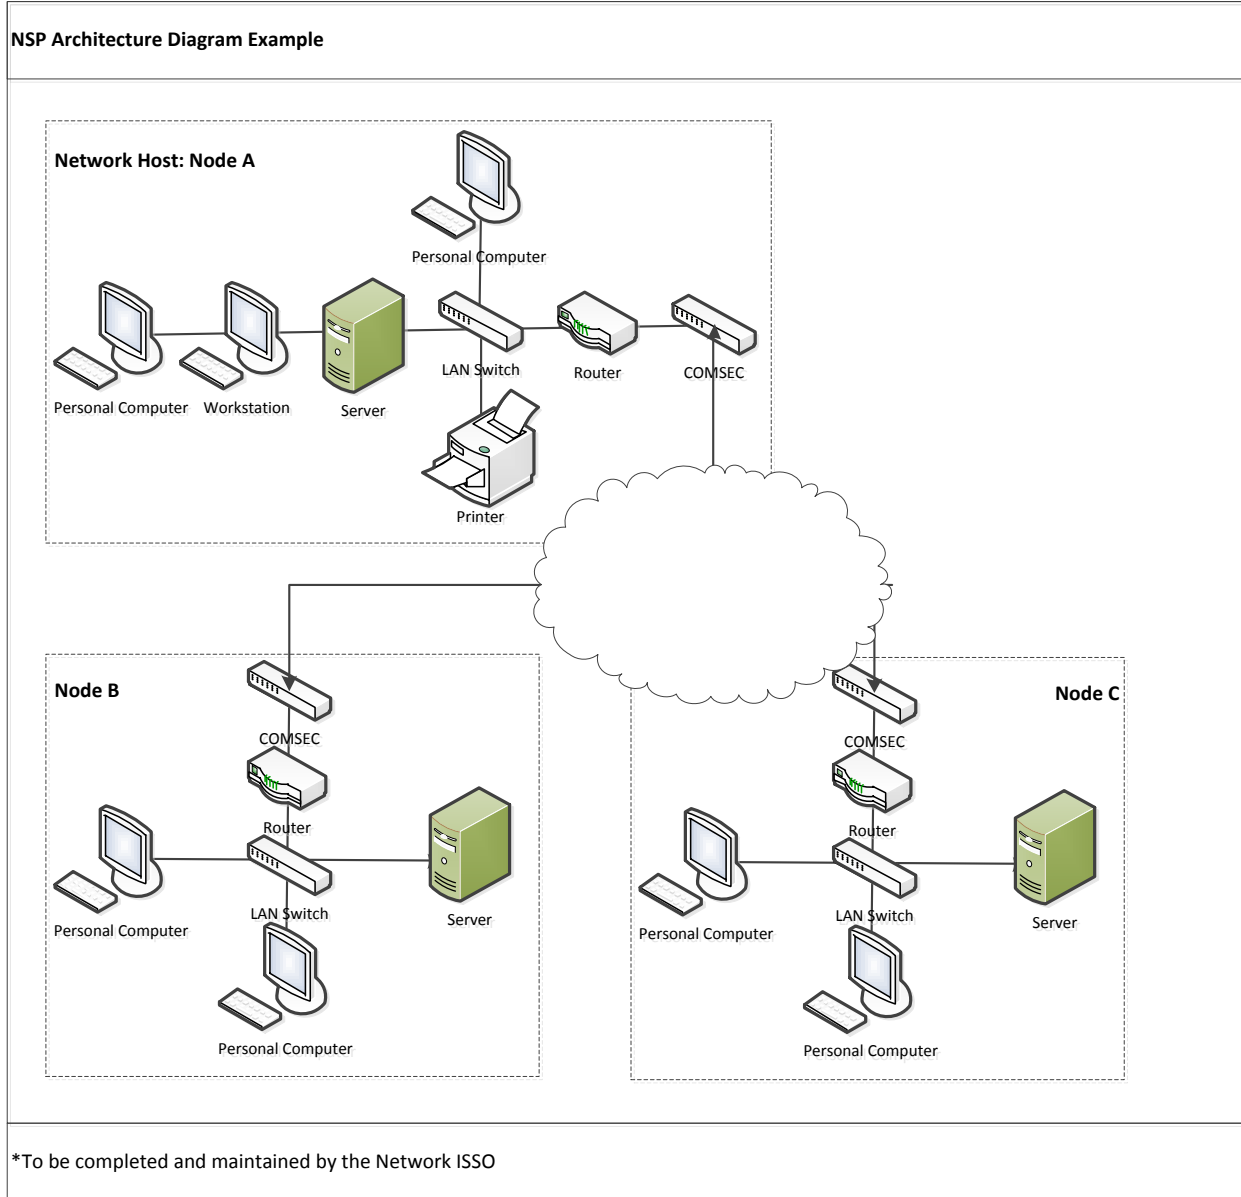 NSP Architecture Diagram Example
Network Host: Node A
Personal Computer
LAN Switch
Router
COMSEC
Personal Computer
Workstation
Server
Printer
Node B
COMSEC
Router
LAN Switch
Server
Personal Computer
Personal Computer
Node C
COMSEC
Router
LAN Switch
Server
Personal Computer
Personal Computer
*To be completed and maintained by the Network ISSO